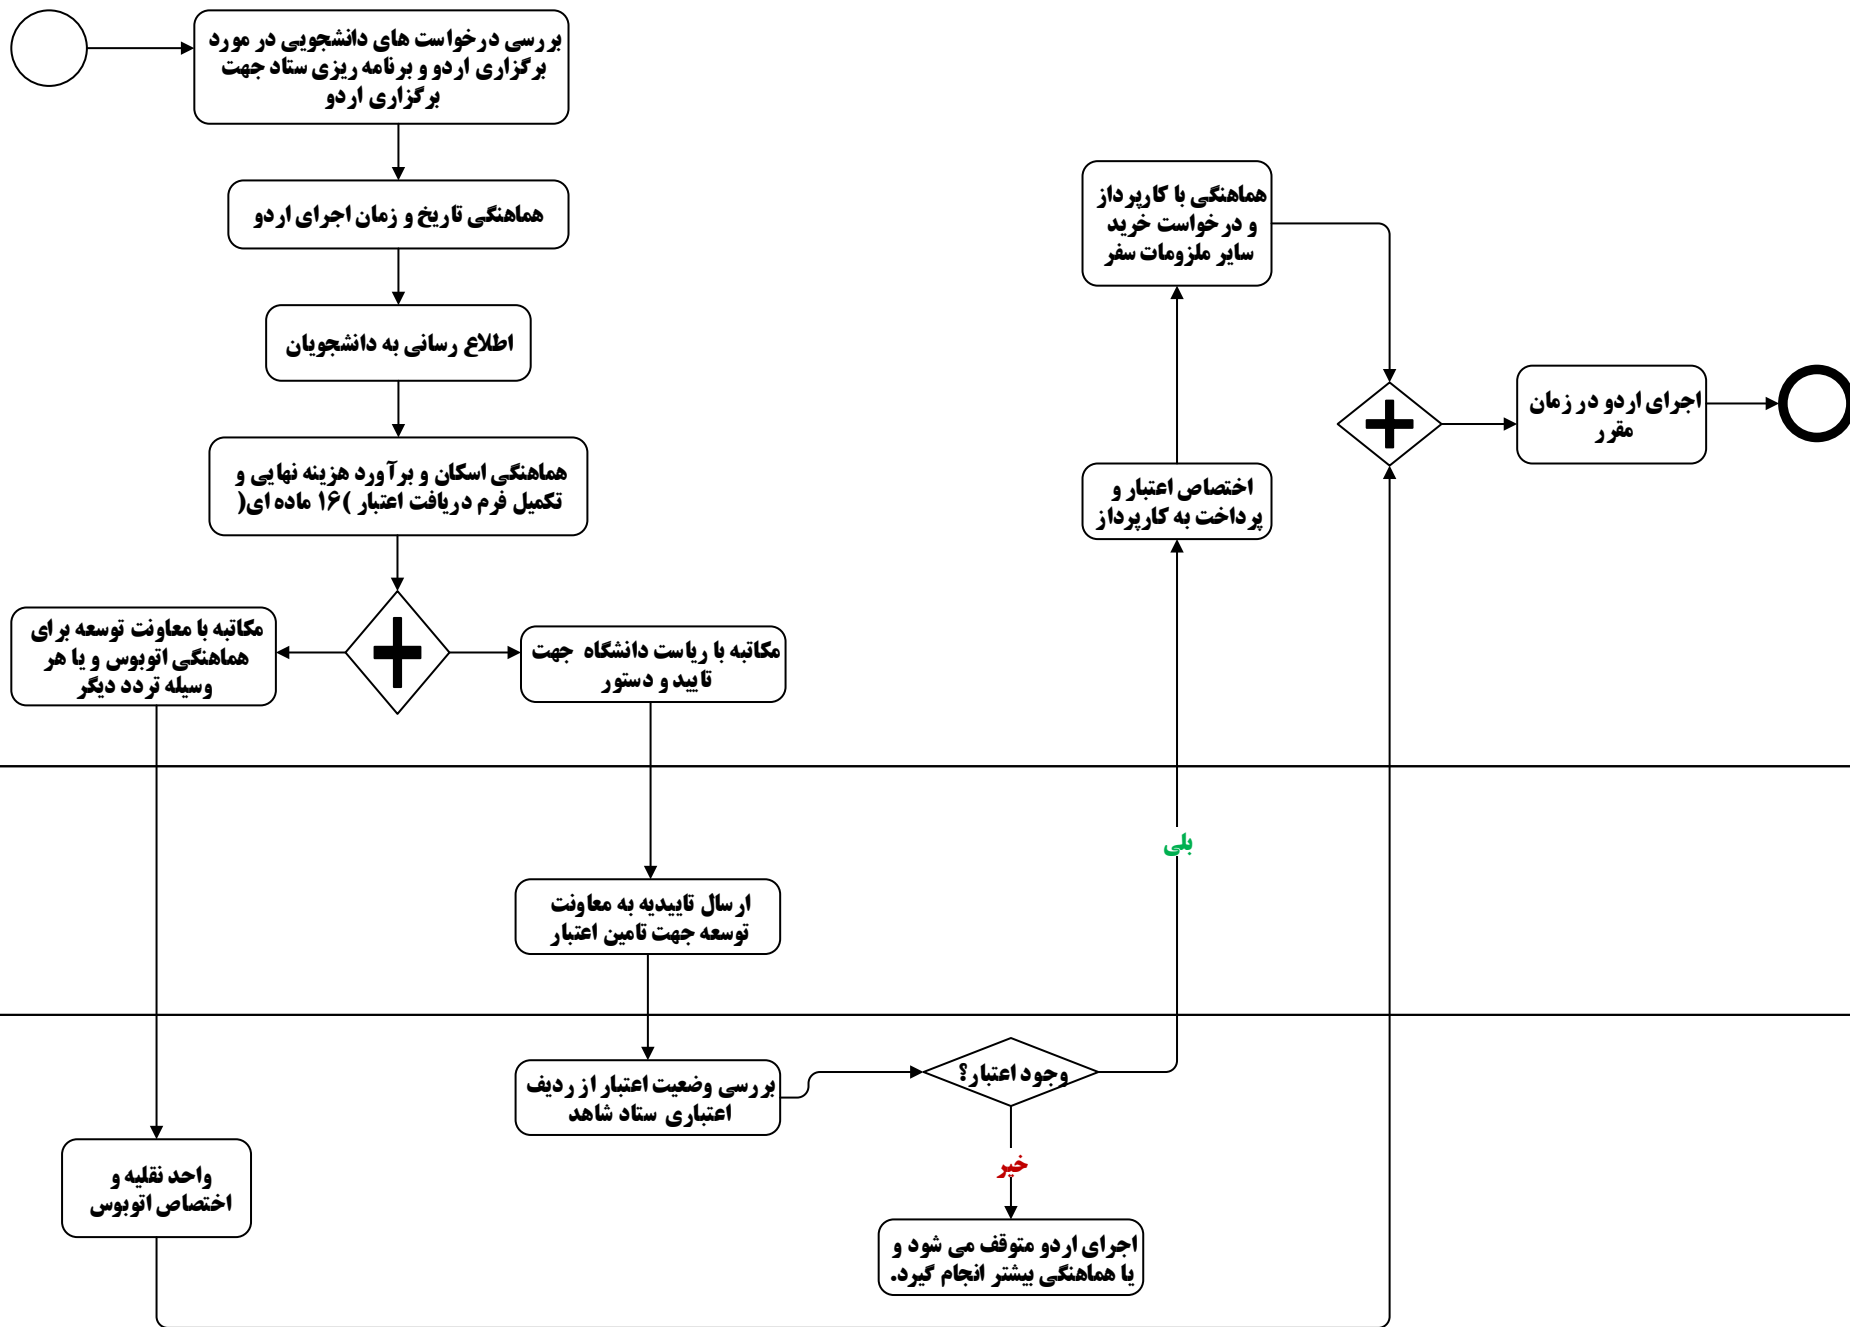 بررسی درخواست های دانشجویی در مورد
برگزاری اردو و برنامه ریزی ستاد جهت
برگزاری اردو
هماهنگی تاریخ و زمان اجرای اردو
اطلاع رسانی به دانشجویان
هماهنگی اسکان و برآورد هزینه نهایی و
تکمیل فرم دریافت اعتبار )۱۶ ماده ای(
مکاتبه با معاونت توسعه برای
هماهنگی اتوبوس و یا هر
وسیله تردد دیگر
مکاتبه با ریاست دانشگاه جهت
تایید و دستور
ارسال تاییدیه به معاونت
توسعه جهت تامین اعتبار
بررسی وضعیت اعتبار از ردیف
اعتباری ستاد شاهد
وجود اعتبار؟
بلی
خیر
اجرای اردو متوقف می شود و
یا هماهنگی بیشتر انجام گیرد.
واحد نقلیه و
اختصاص اتوبوس
اختصاص اعتبار و
پرداخت به کارپرداز
هماهنگی با کارپرداز
و درخواست خرید
سایر ملزومات سفر
اجرای اردو در زمان
مقرر